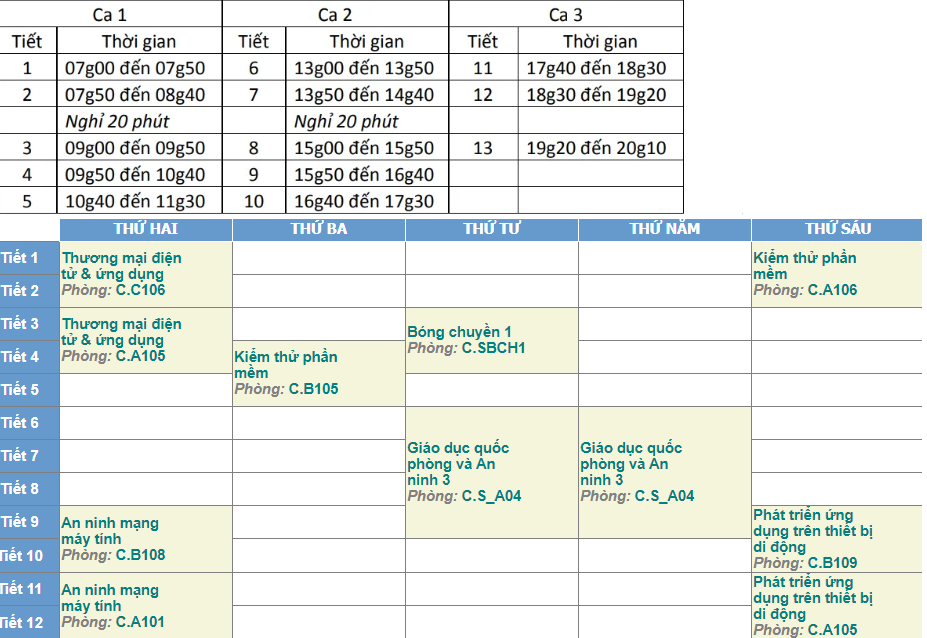 Ca 1 Ca 2 Ca 3
Tiết Thời gian Tiết Thời gian Tiết Thời gian
1 07g00 đến 07g50 6 13g00 đến 13g50 11 17g40 đến 18g30
2 07g50 đến 08g40 7 13g50 đến 14g40 12 18g30 đến 19g20
Nghỉ 20 phút Nghỉ 20 phút
3 09g00 đến 09g50 8 15g00 đến 15g50 13 19g20 đến 20g10
4 09g50 đến 10g40 9 15g50 đến 16g40
5 10g40 đến 11g30 10 16g40 đến 17g30
THỨ HAI THỨ BA THỨ TƯ THỨ NĂM THỨ SÁU
Tiết 1
Tiết 2
Thương mại điện
tử & ứng dụng
Phòng: C.C106
Kiểm thử phần
mềm
Phòng: C.A106
Tiết 3
Tiết 4
Tiết 5
Thương mại điện
tử & ứng dụng
Phòng: C.A105
Kiểm thử phần
mềm
Phòng: C.B105
Bóng chuyền 1
Phòng: C.SBCH1
Tiết 6
Tiết 7
Tiết 8
Giáo dục quốc
phòng và An
ninh 3
Phòng: C.S_A04
Giáo dục quốc
phòng và An
ninh 3
Phòng: C.S_A04
Tiết 9
Tiết 10
An ninh mạng
máy tính
Phòng: C.B108
Phát triển ứng
dụng trên thiết bị
di động
Phòng: C.B109
Tiết 11
Tiết 12
An ninh mạng
máy tính
Phòng: C.A101
Phát triển ứng
dụng trên thiết bị
di động
Phòng: C.A105